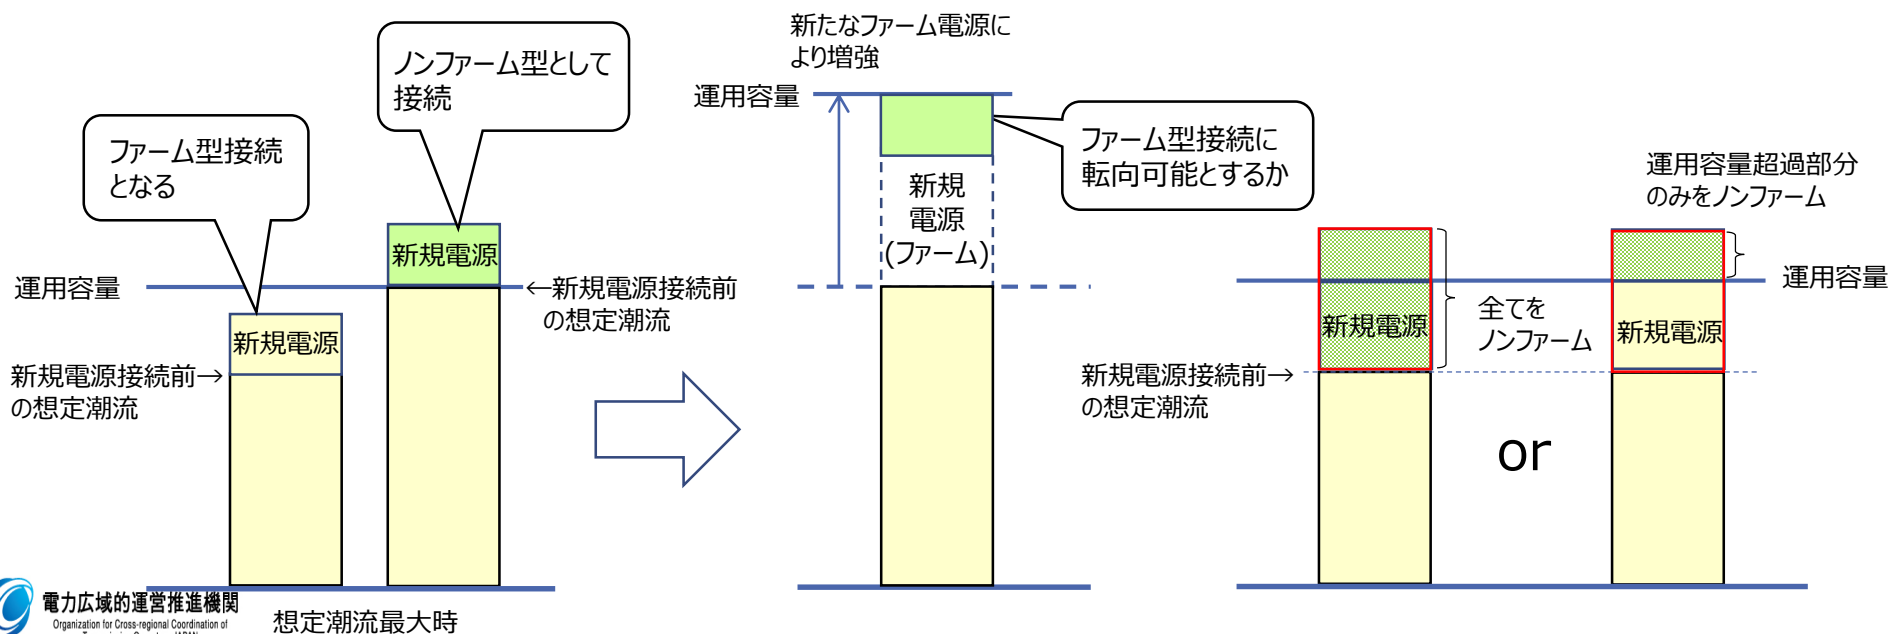 ファーム型接続
となる
ノンファーム型として
接続
新規電源
運用容量
←新規電源接続前
の想定潮流
新規電源
新規電源接続前→
の想定潮流
想定潮流最大時
新たなファーム電源に
より増強
運用容量
ファーム型接続に
転向可能とするか
新規
電源
(ファーム)
運用容量超過部分
のみをノンファーム
運用容量
新規電源
全てを
ノンファーム
新規電源
新規電源接続前→
の想定潮流
or
電力広域的運営推進機関
Organization for Cross-regional Coordination of